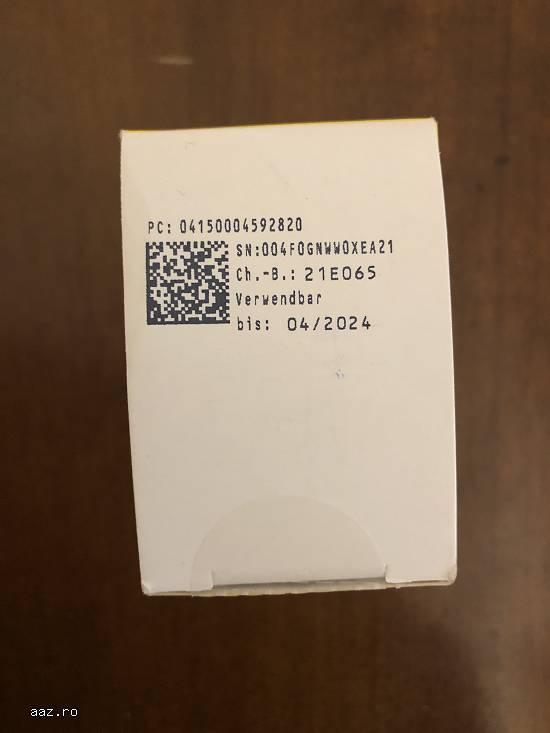 PC: 04150004592820
SN:004F0GNWW0XEA21
Ch.-B.: 21E065
Verwendbar
bis: 04/2024
aaz.ro